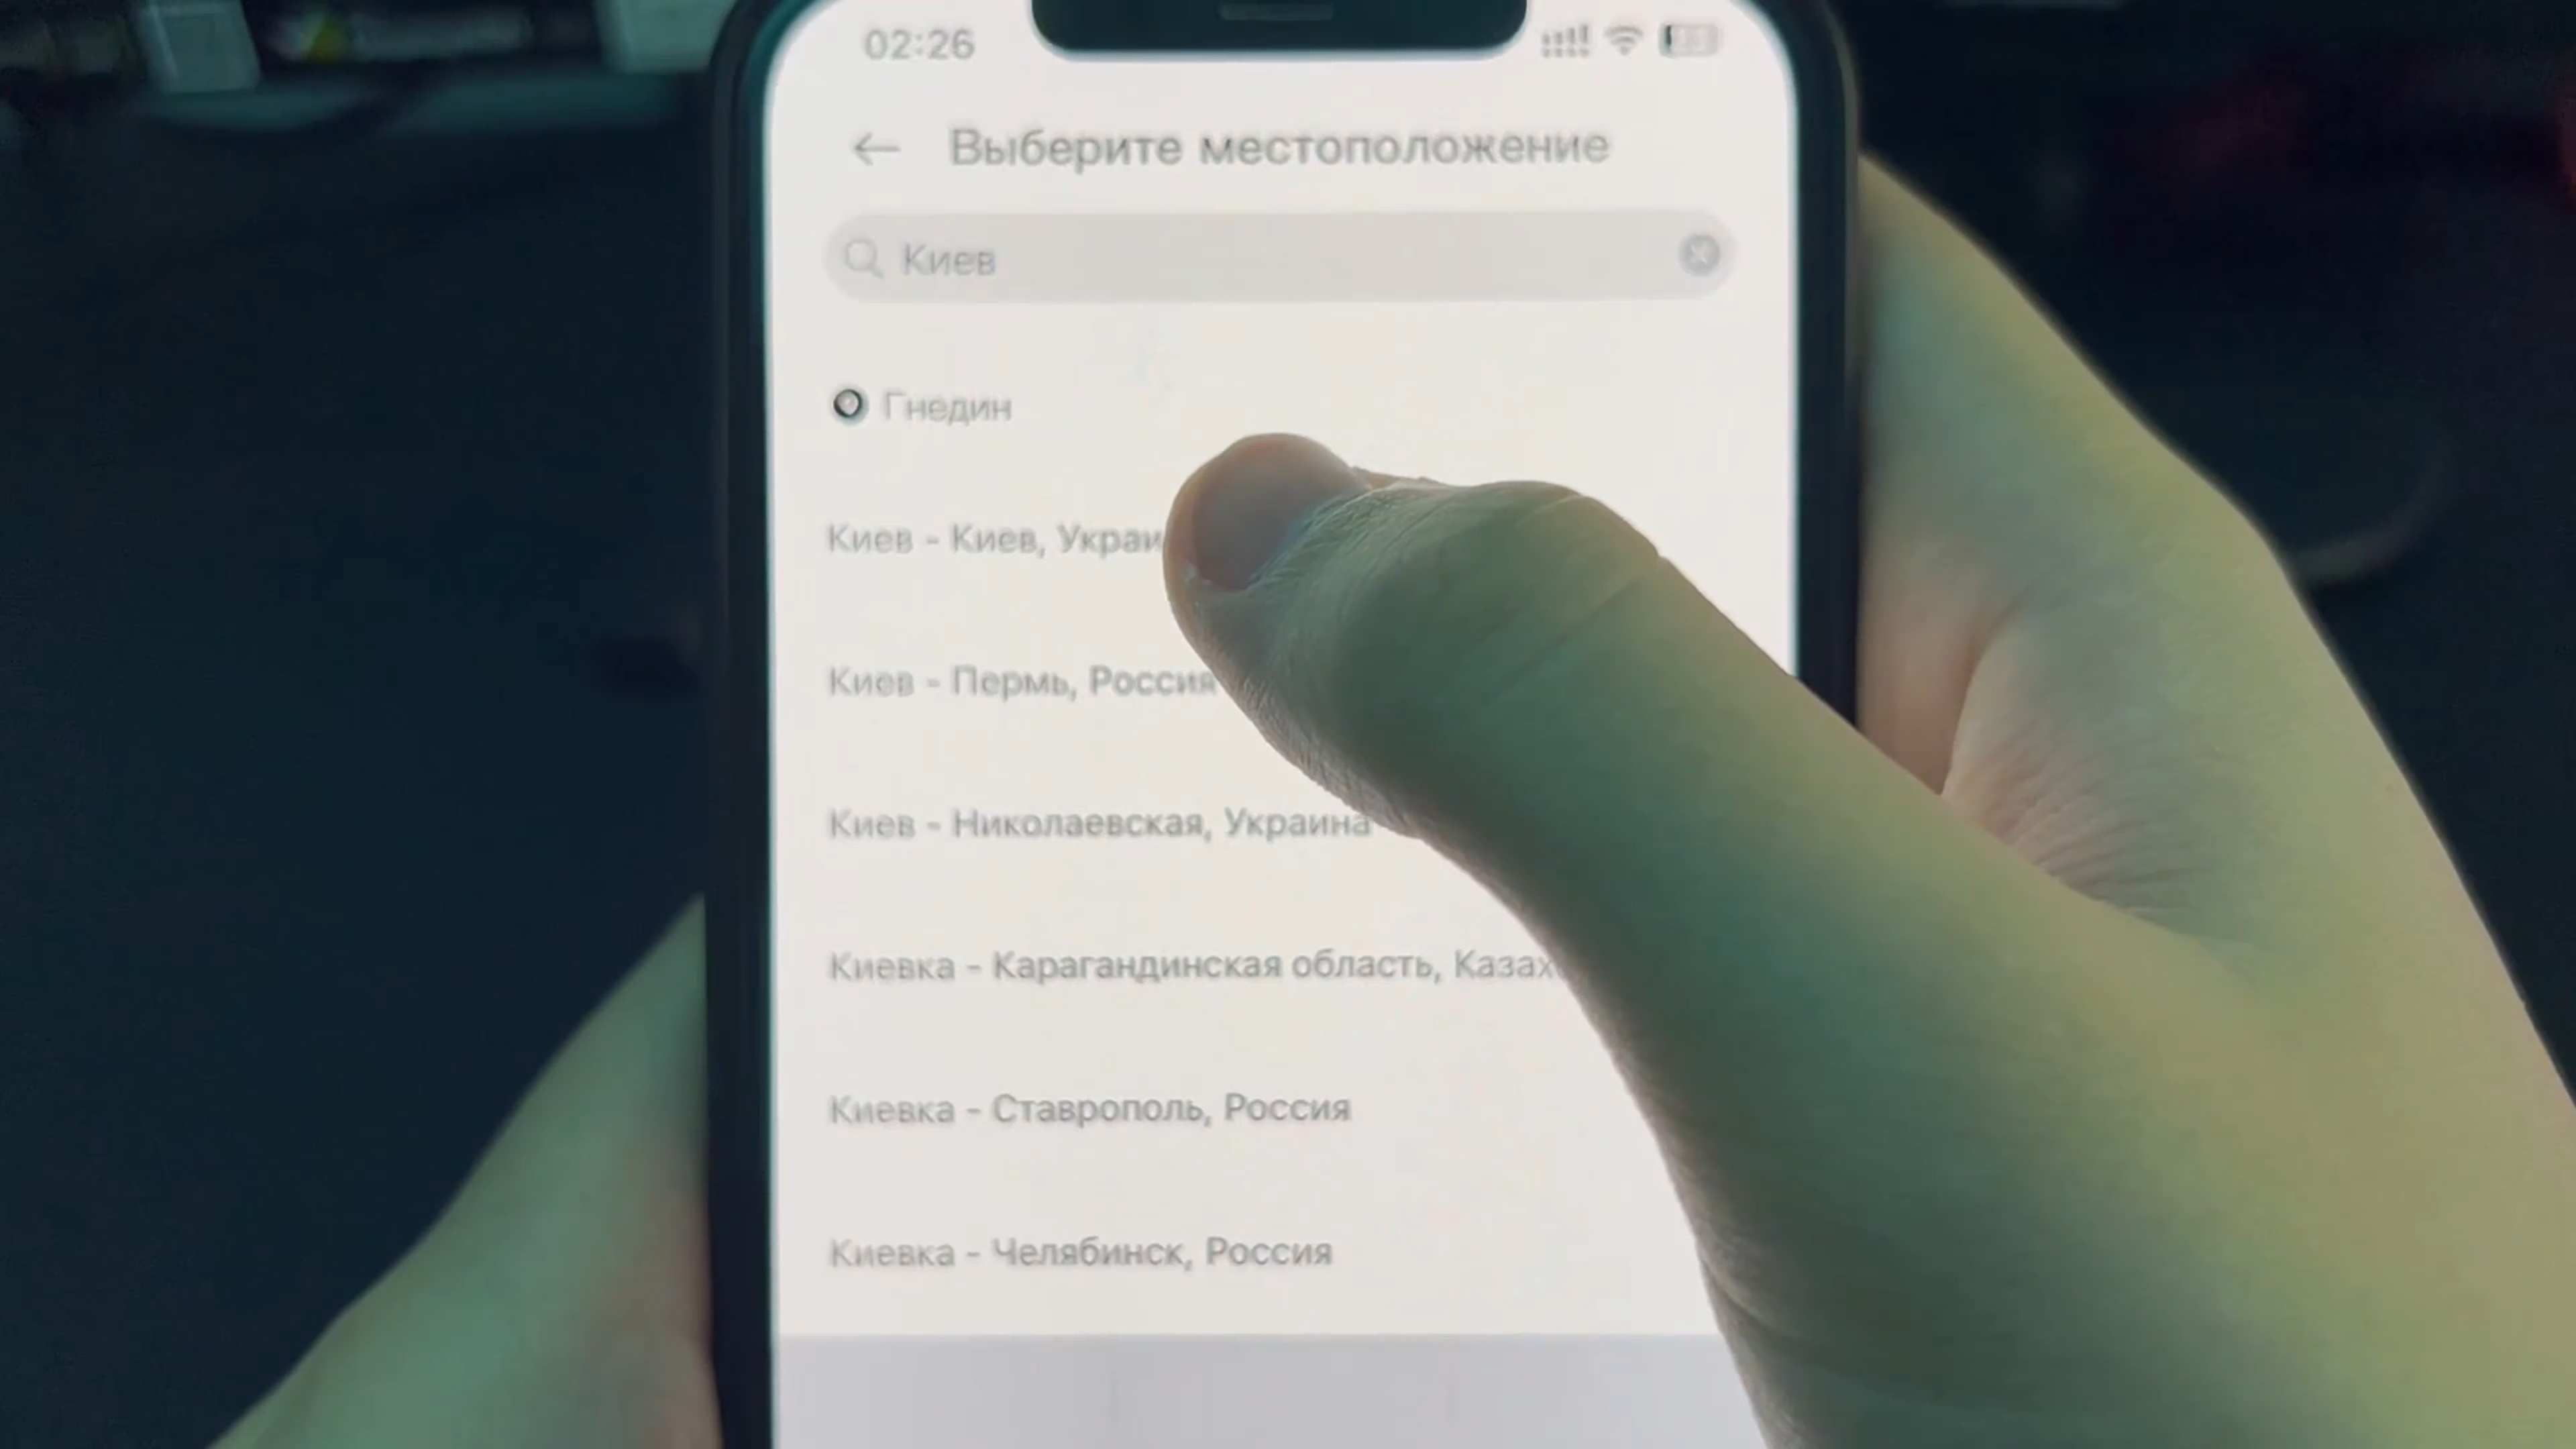 02:26
Выберите местоположение
Киев
Гнедин
Киев - Киев, Украи
Киев - Пермь, Россия
Киев - Николаевская, Украина
Киевка - Карагандинская область, Казах
Киевка - Ставрополь, Россия
Киевка - Челябинск, Россия